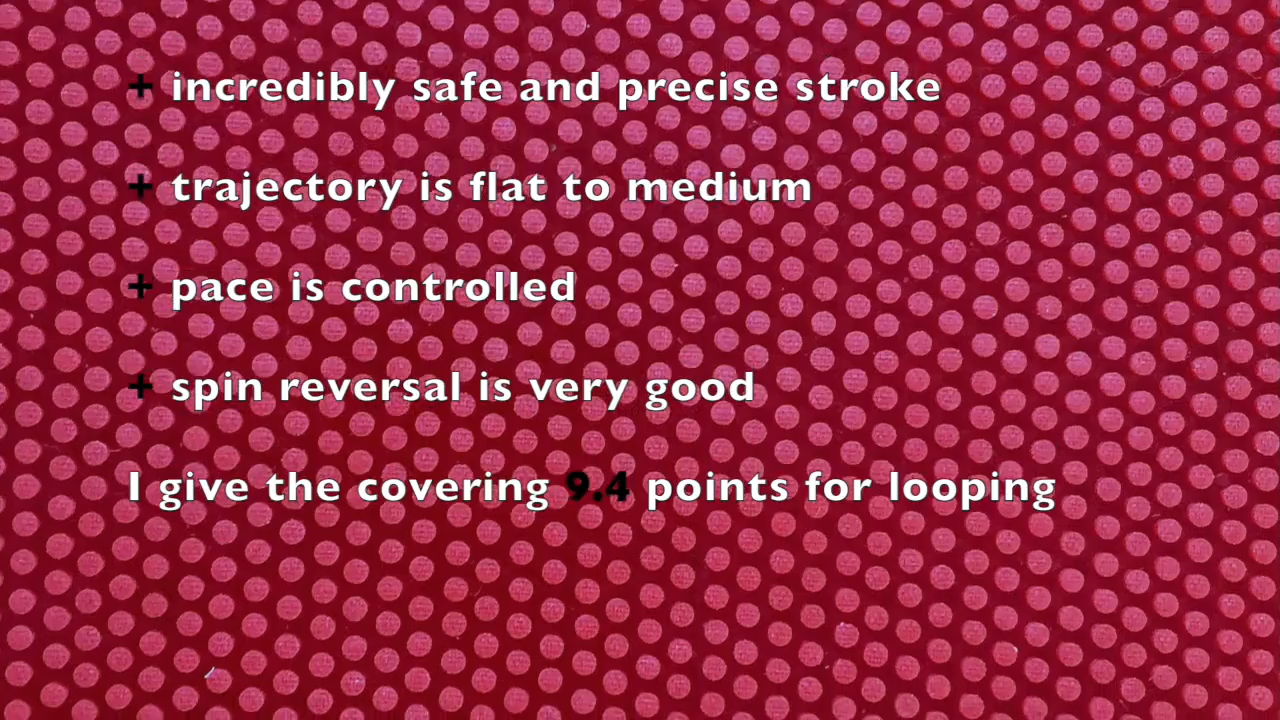 + incredibly safe and precise stroke
+ trajectory is flat to medium
+ pace is controlled
+ spin reversal is very good
I give the covering 9.4 points for looping